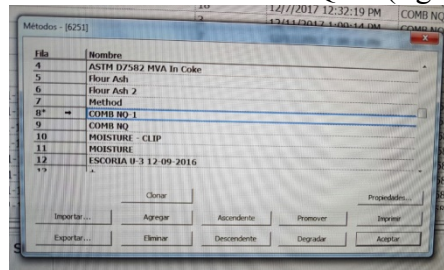 12/7/2017 12:32:19 PM COMB NQ
Métodos - [6251]
Fila Nombre
4 ASTM D7582 MVA In Coke
5 Flour Ash
6 Flour Ash 2
7 Method
8* → COMB NQ-1
9 COMB NQ
10 MOISTURE - CLIP
11 MOISTURE
12 ESCORIA U-3 12-09-2016
Clonar Propiedades...
Importar... Agregar Ascendente Promover Imprimir
Exportar... Eliminar Descendente Degradar Aceptar